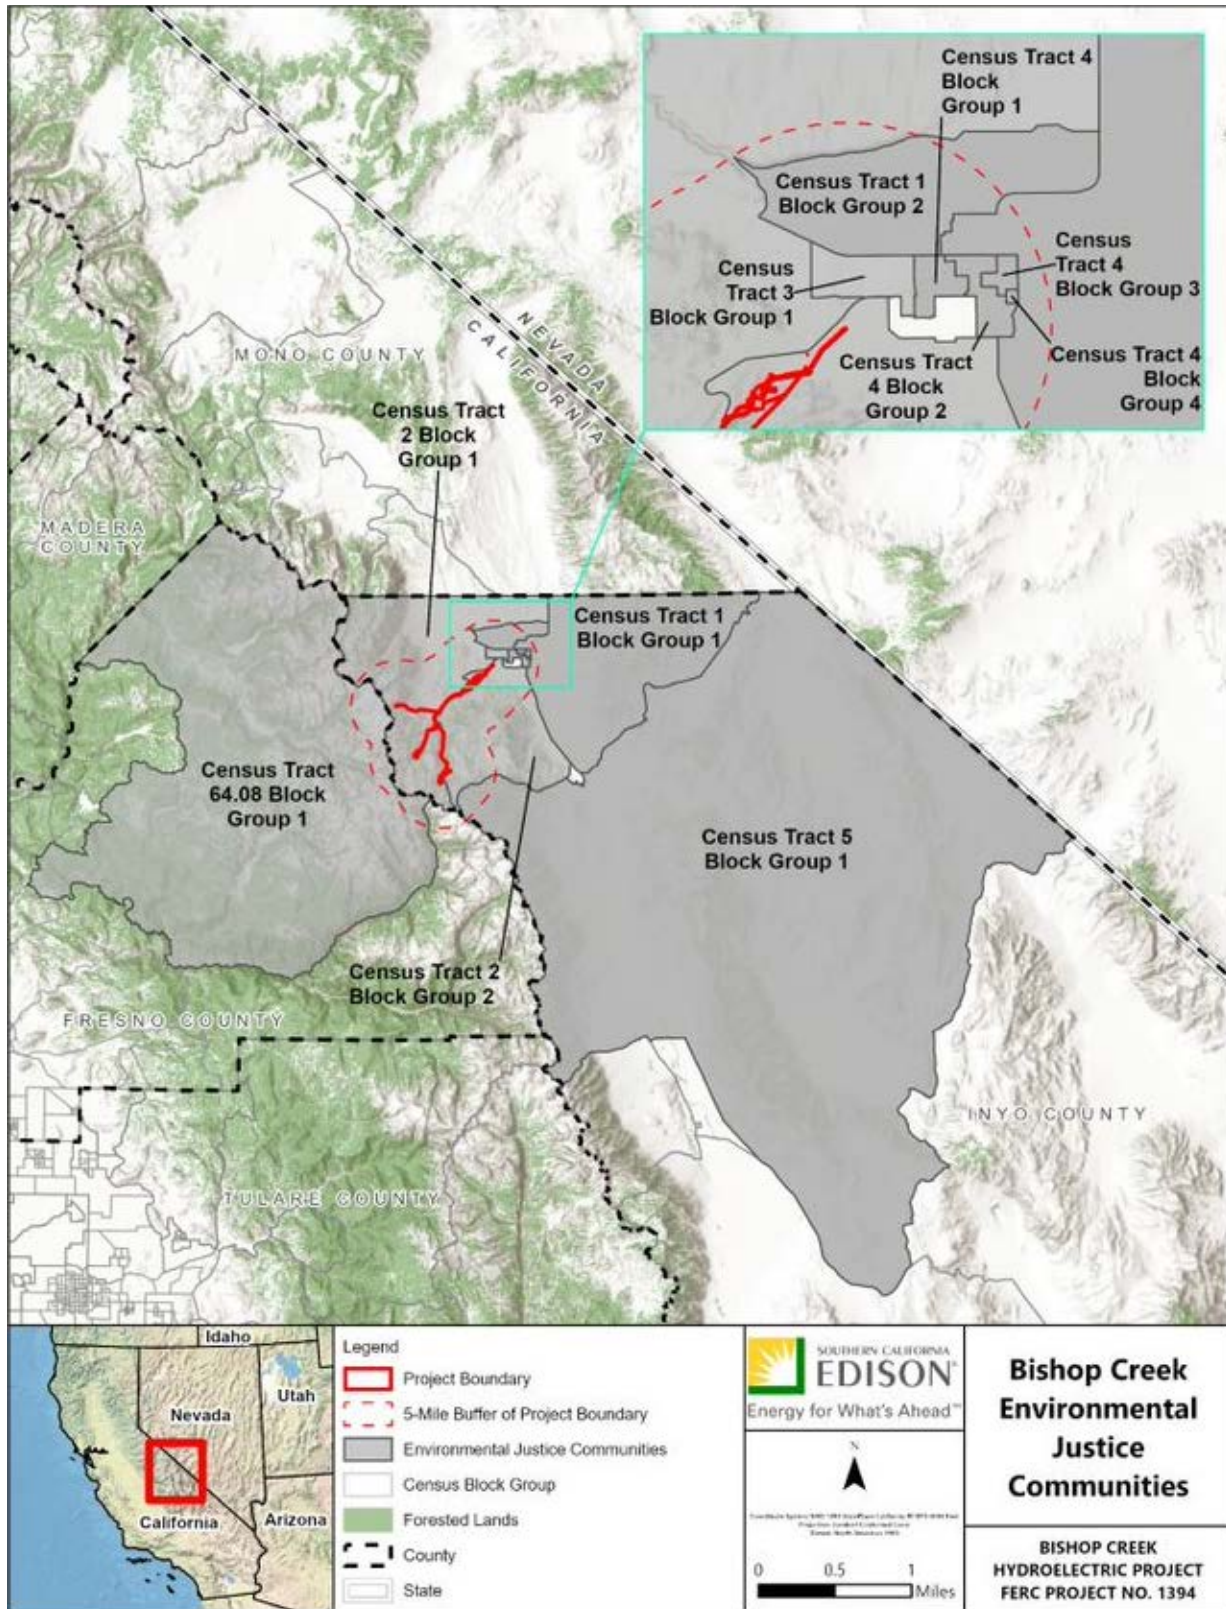 Census Tract 4
Block
Group 1
Census Tract 1
Block Group 2
Census
Tract 4
Block Group 3
Census
Tract 3
Block Group 1
Census Tract
4 Block
Group 2
Census Tract 4
Block
Group 4
NEVADA
CALIFORNIA
MONO COUNTY
Census Tract
2 Block
Group 1
MADERA
COUNTY
Census Tract 1
Block Group 1
Census Tract
64.08 Block
Group 1
Census Tract 5
Block Group 1
Census Tract 2
Block Group 2
FRESNO COUNTY
INYO COUNTY
TULARE COUNTY
Idaho
Utah
Nevada
California
Arizona
Legend
Project Boundary
5-Mile Buffer of Project Boundary
Environmental Justice Communities
Census Block Group
Forested Lands
County
State
SOUTHERN CALIFORNIA
EDISON®
Energy for What's Ahead℠
N
0 0.5 1
Miles
Bishop Creek
Environmental
Justice
Communities
BISHOP CREEK
HYDROELECTRIC PROJECT
FERC PROJECT NO. 1394